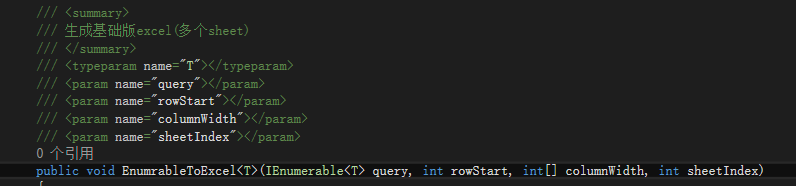 /// <summary>
/// 生成基础版excel(多个sheet)
/// </summary>
/// <typeparam name="T"></typeparam>
/// <param name="query"></param>
/// <param name="rowStart"></param>
/// <param name="columnWidth"></param>
/// <param name="sheetIndex"></param>
0 个引用
public void EnumrableToExcel<T>(IEnumerable<T> query, int rowStart, int[] columnWidth, int sheetIndex)
{